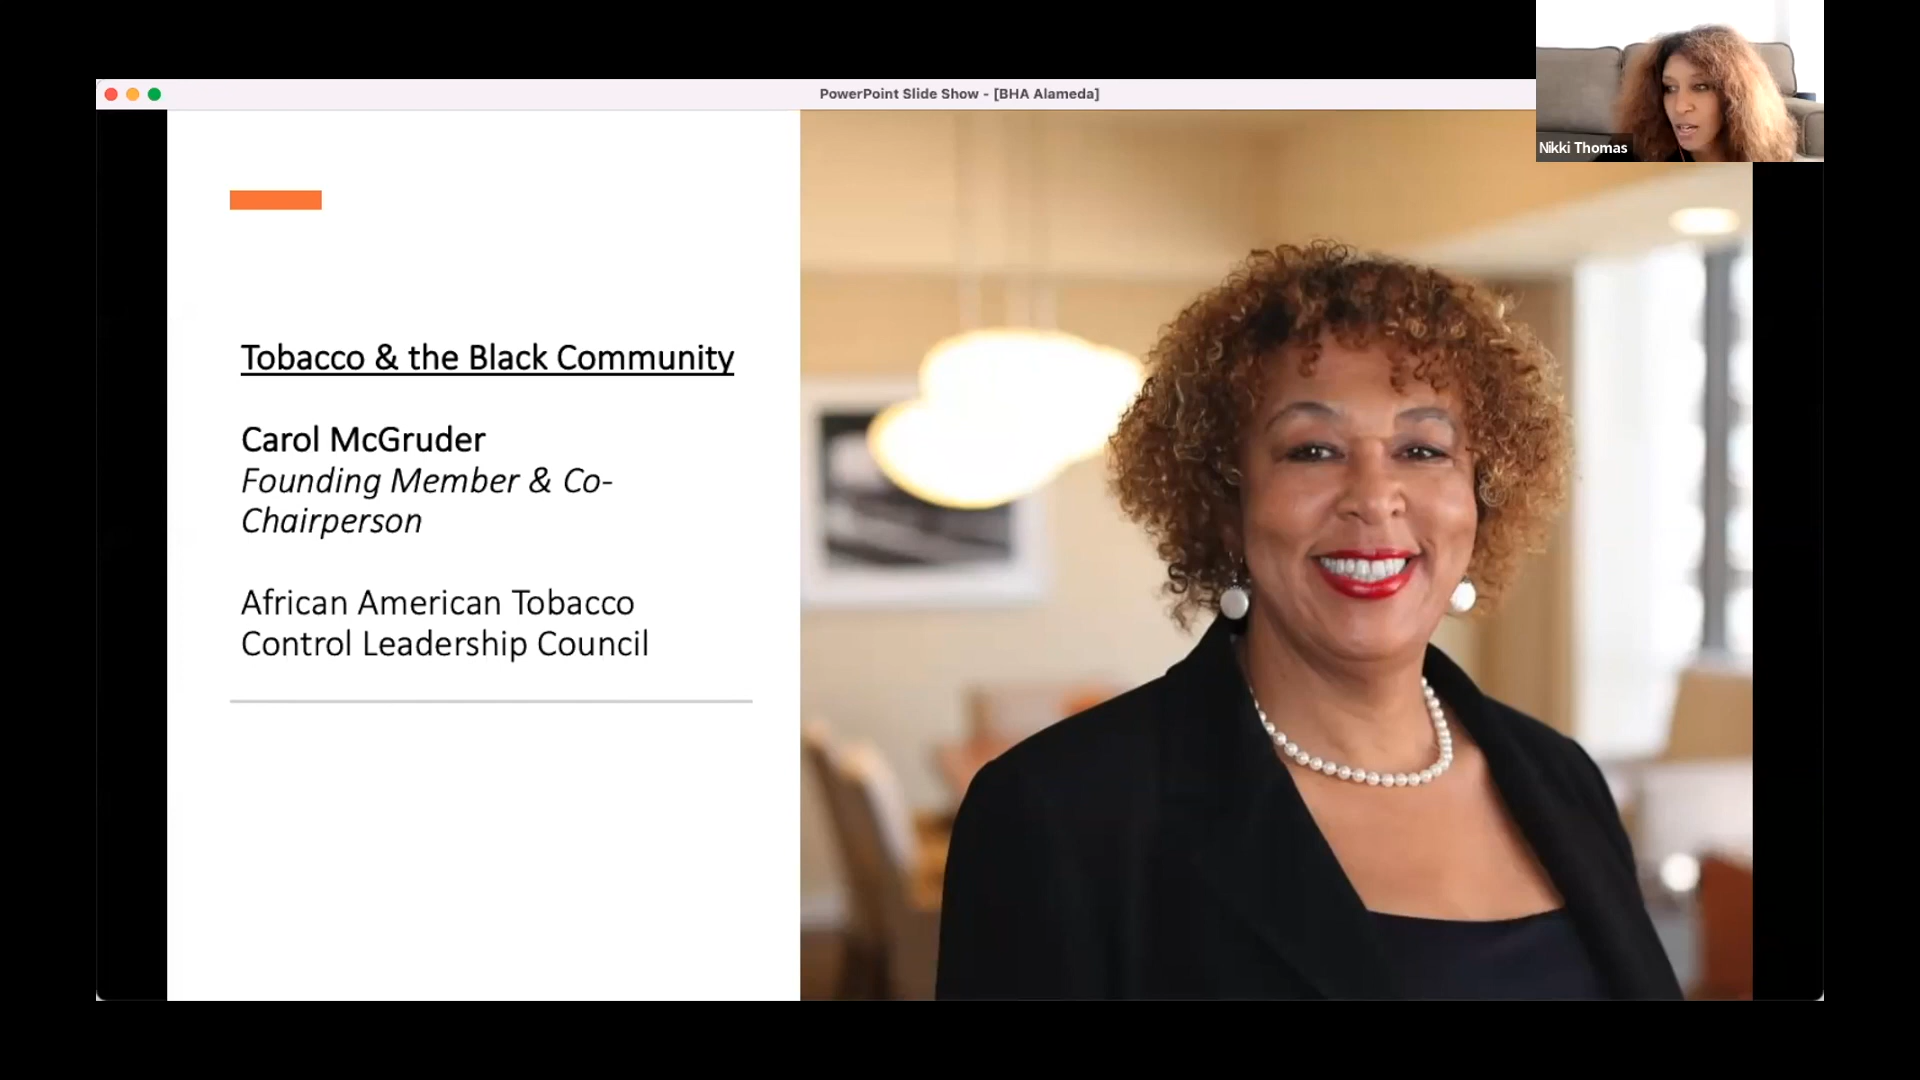 PowerPoint Slide Show - [BHA Alameda]
Nikki Thomas
Tobacco & the Black Community
Carol McGruder
Founding Member & Co-
Chairperson
African American Tobacco
Control Leadership Council